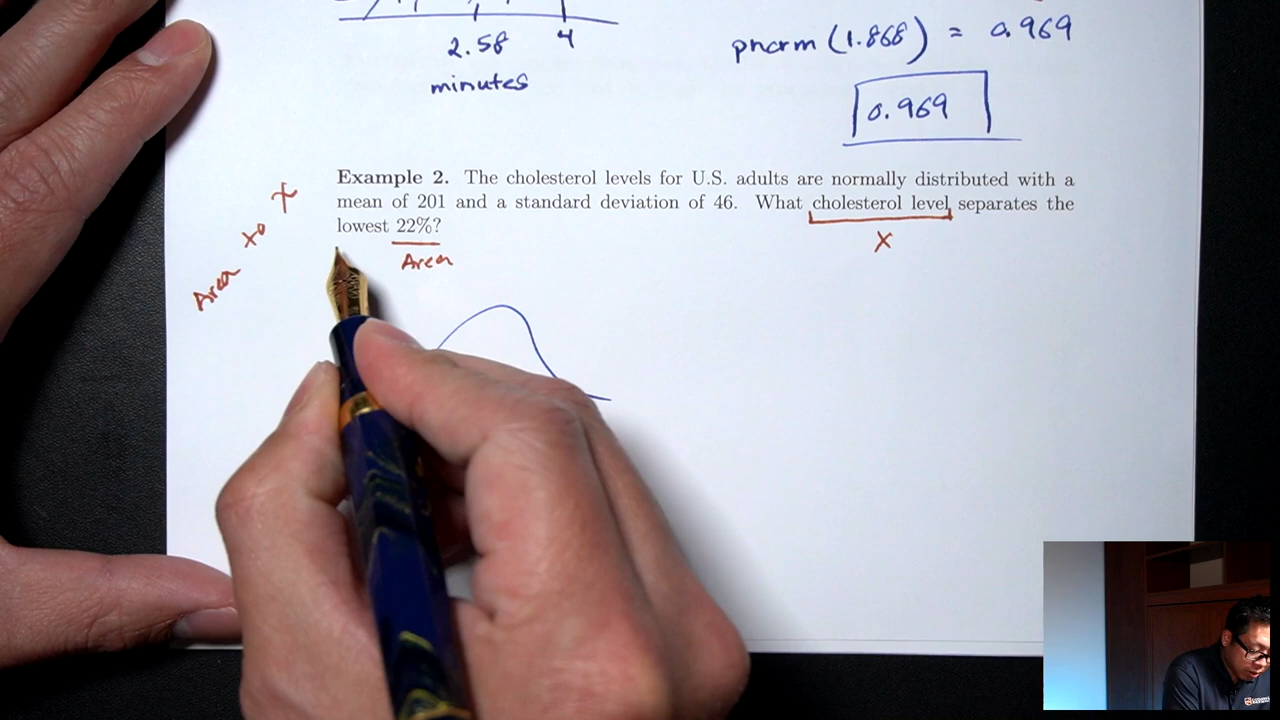 2.58 4
minutes
pnorm (1.868) = 0.969
0.969
Example 2. The cholesterol levels for U.S. adults are normally distributed with a
mean of 201 and a standard deviation of 46. What cholesterol level separates the
lowest 22%?
x
Area
Area to x